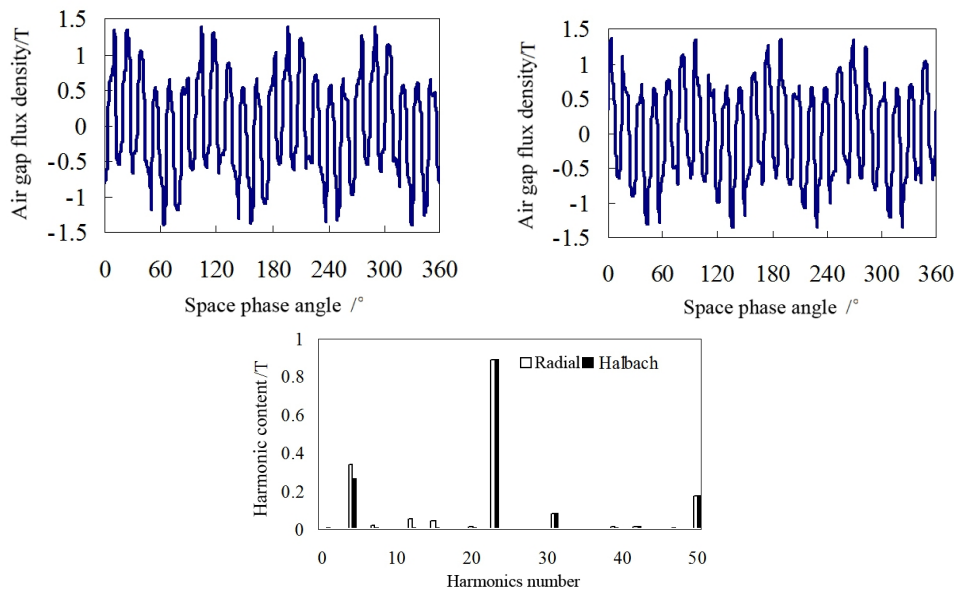 1.5
1
0.5
0
-0.5
-1
-1.5
Air gap flux density/T
0 60 120 180 240 300 360
Space phase angle /°
1.5
1
0.5
0
-0.5
-1
-1.5
Air gap flux density/T
0 60 120 180 240 300 360
Space phase angle /°
1
0.8
0.6
0.4
0.2
0
Harmonic content/T
Radial Halbach
0 10 20 30 40 50
Harmonics number